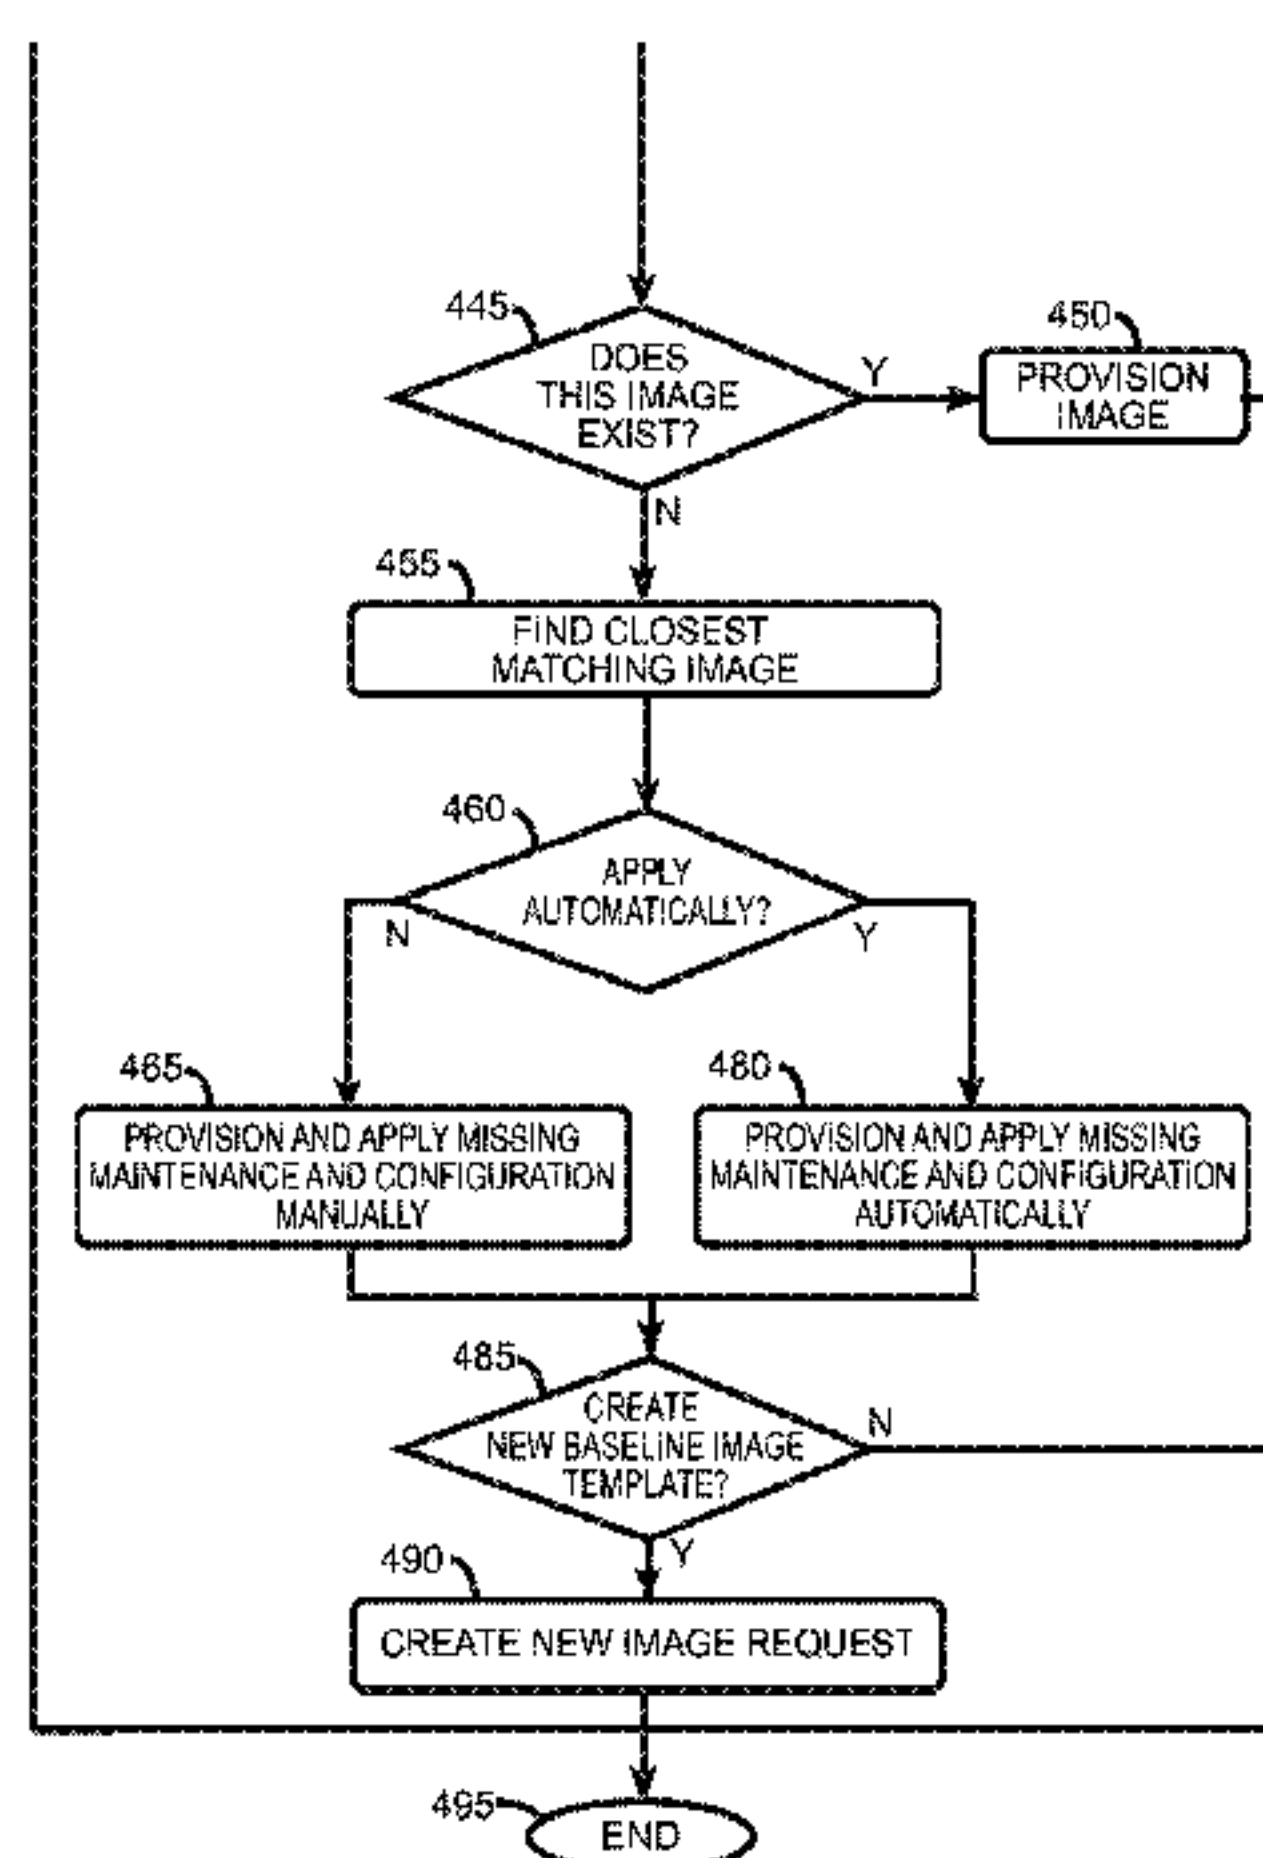 445
DOES
THIS IMAGE
EXIST?
Y
450
PROVISION
IMAGE
N
455
FIND CLOSEST
MATCHING IMAGE
460
APPLY
AUTOMATICALLY?
N
Y
465
PROVISION AND APPLY MISSING
MAINTENANCE AND CONFIGURATION
MANUALLY
480
PROVISION AND APPLY MISSING
MAINTENANCE AND CONFIGURATION
AUTOMATICALLY
485
CREATE
NEW BASELINE IMAGE
TEMPLATE?
N
Y
490
CREATE NEW IMAGE REQUEST
495
END